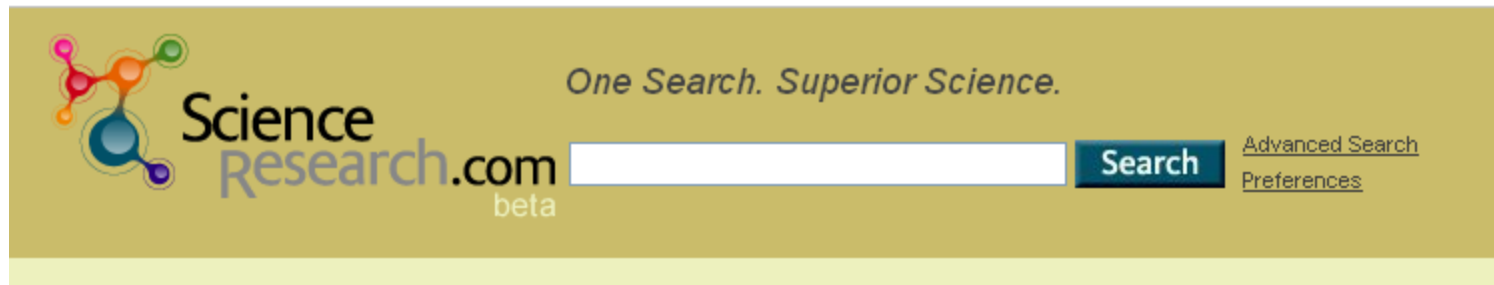 One Search. Superior Science.
Science
Research.com
beta
Search
Advanced Search
Preferences